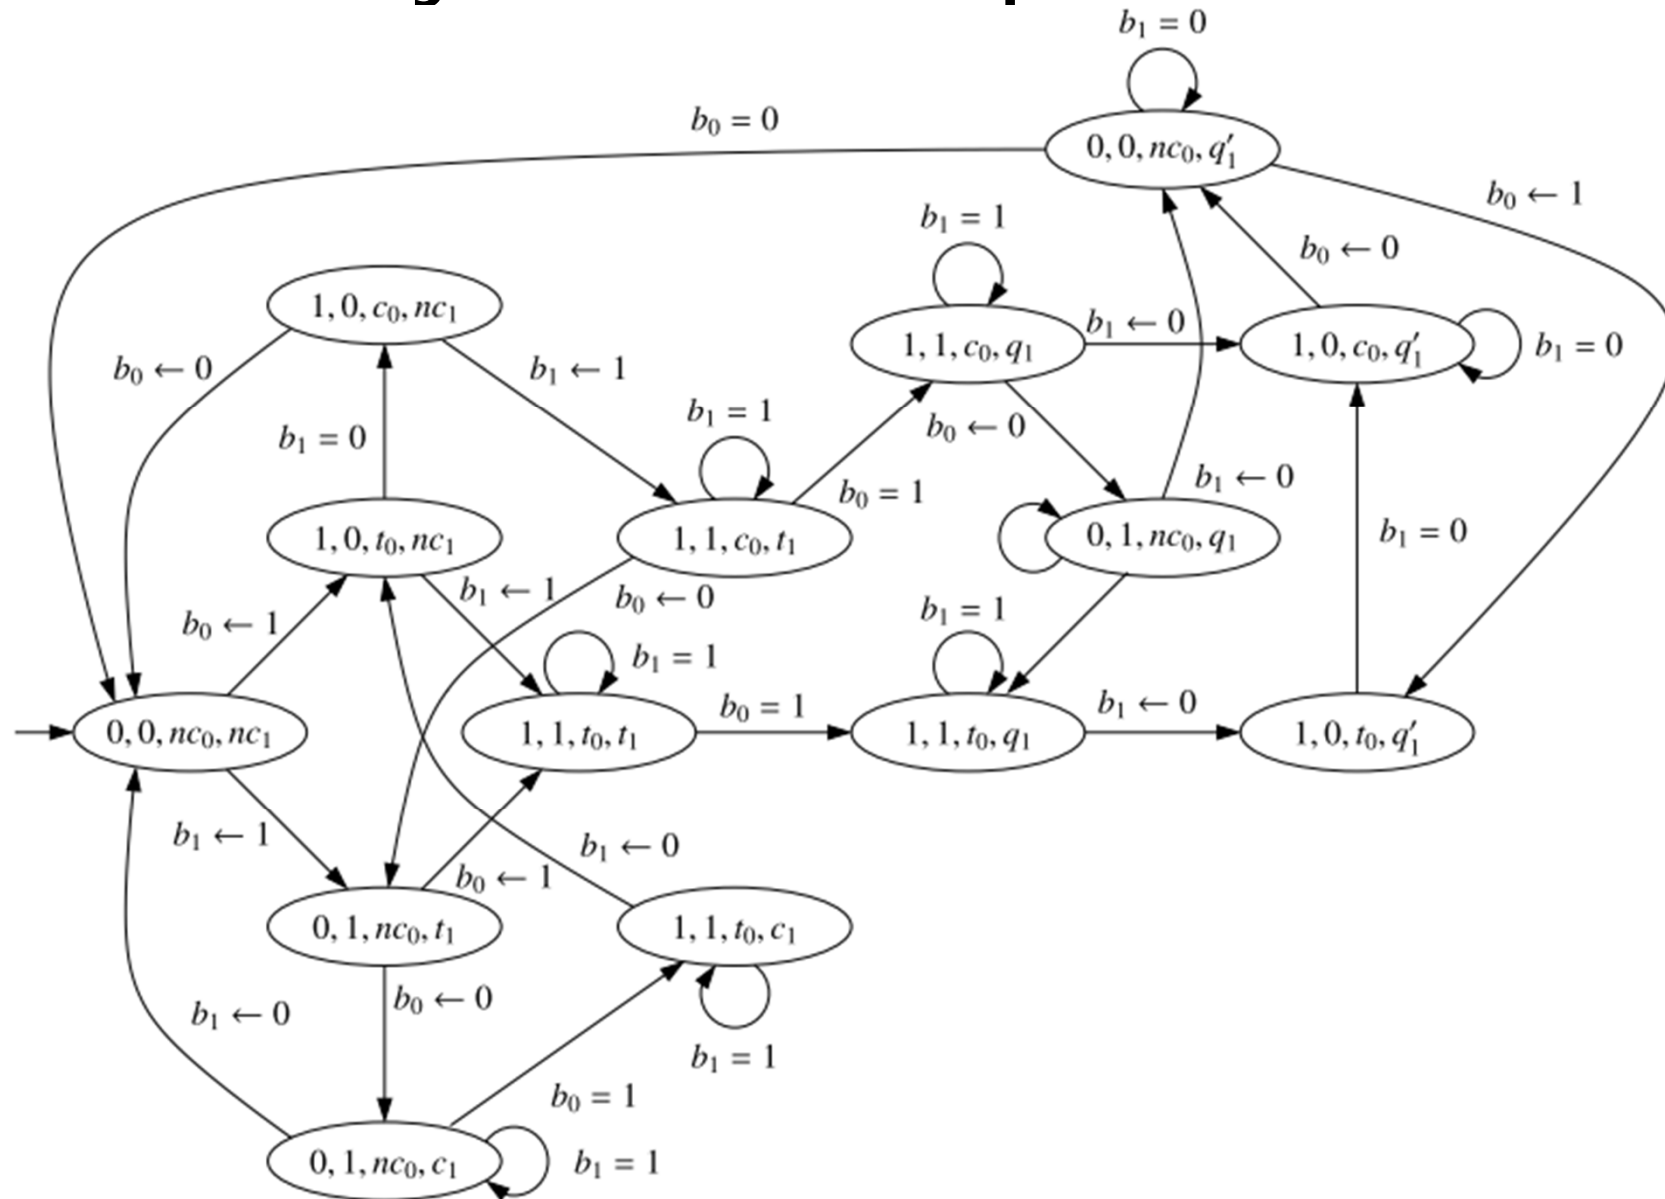 b₁ = 0
b₀ = 0
0, 0, nc₀, q′₁
b₀ ← 1
b₁ = 1
b₀ ← 0
1, 0, c₀, nc₁
b₁ ← 0
1, 1, c₀, q₁
1, 0, c₀, q′₁
b₁ = 0
b₀ ← 0
b₁ ← 1
b₁ = 1
b₀ ← 0
b₁ = 0
b₀ = 1
b₁ ← 0
1, 0, t₀, nc₁
1, 1, c₀, t₁
0, 1, nc₀, q₁
b₁ = 0
b₁ ← 1
b₀ ← 0
b₀ ← 1
b₁ = 1
b₁ = 1
0, 0, nc₀, nc₁
1, 1, t₀, t₁
b₀ = 1
1, 1, t₀, q₁
b₁ ← 0
1, 0, t₀, q′₁
b₁ ← 1
b₁ ← 0
b₀ ← 1
0, 1, nc₀, t₁
1, 1, t₀, c₁
b₁ ← 0
b₀ ← 0
b₁ = 1
b₀ = 1
0, 1, nc₀, c₁
b₁ = 1